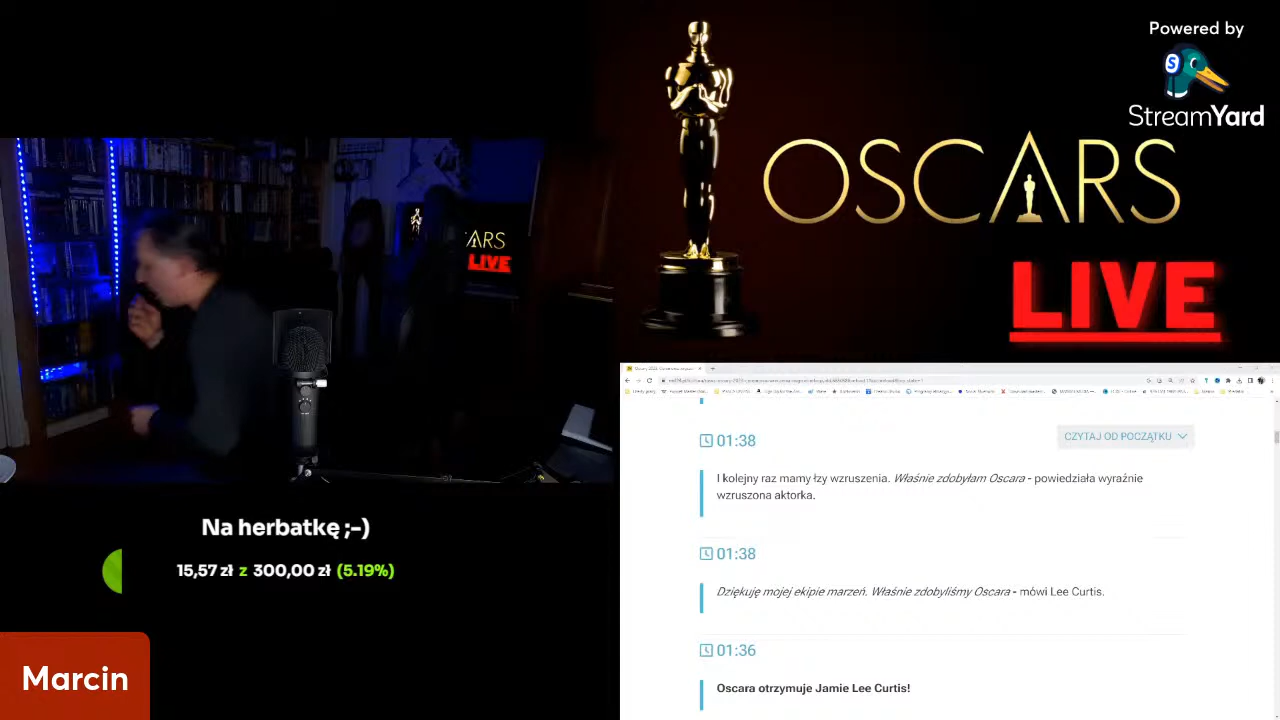 Powered by
StreamYard
OSCARS
LIVE
ARS
LIVE
Na herbatkę ;-)
15,57 zł z 300,00 zł (5.19%)
Marcin
01:38
CZYTAJ OD POCZĄTKU
I kolejny raz mamy łzy wzruszenia. Właśnie zdobyłam Oscara - powiedziała wyraźnie
wzruszona aktorka.
01:38
Dziękuję mojej ekipie marzeń. Właśnie zdobyliśmy Oscara - mówi Lee Curtis.
01:36
Oscara otrzymuje Jamie Lee Curtis!